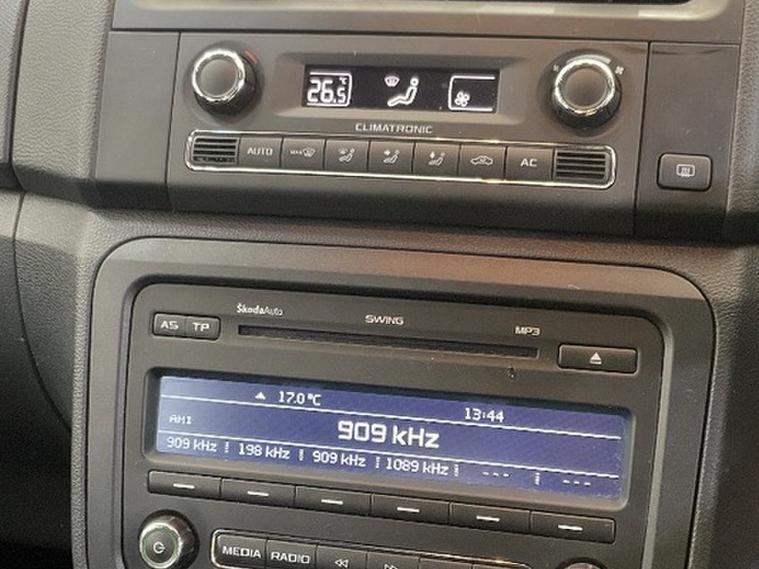 26.5 °C
CLIMATRONIC
AUTO MAX AC
ŠkodaAuto SWING MP3
AS TP
17.0 °C 13:44
AM1 909 kHz
909 kHz 198 kHz 909 kHz 1089 kHz --- ---
MEDIA RADIO